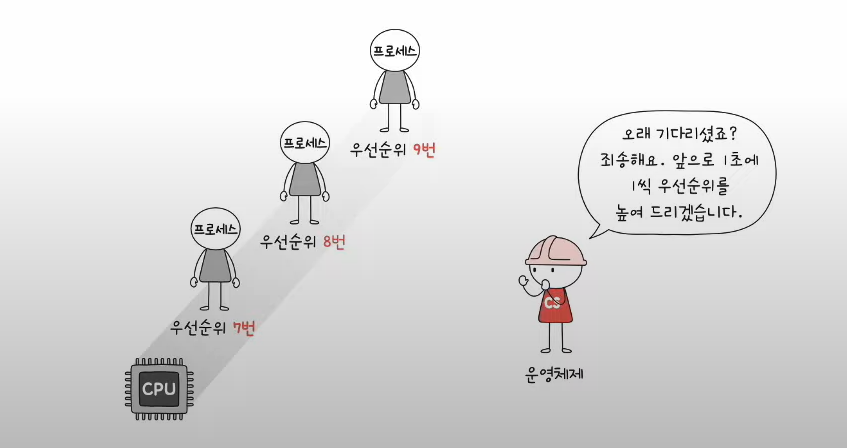 프로세스
우선순위 9번
프로세스
우선순위 8번
프로세스
우선순위 7번
CPU
오래 기다리셨죠?
죄송해요. 앞으로 1초에
1씩 우선순위를
높여 드리겠습니다.
CS
운영체제